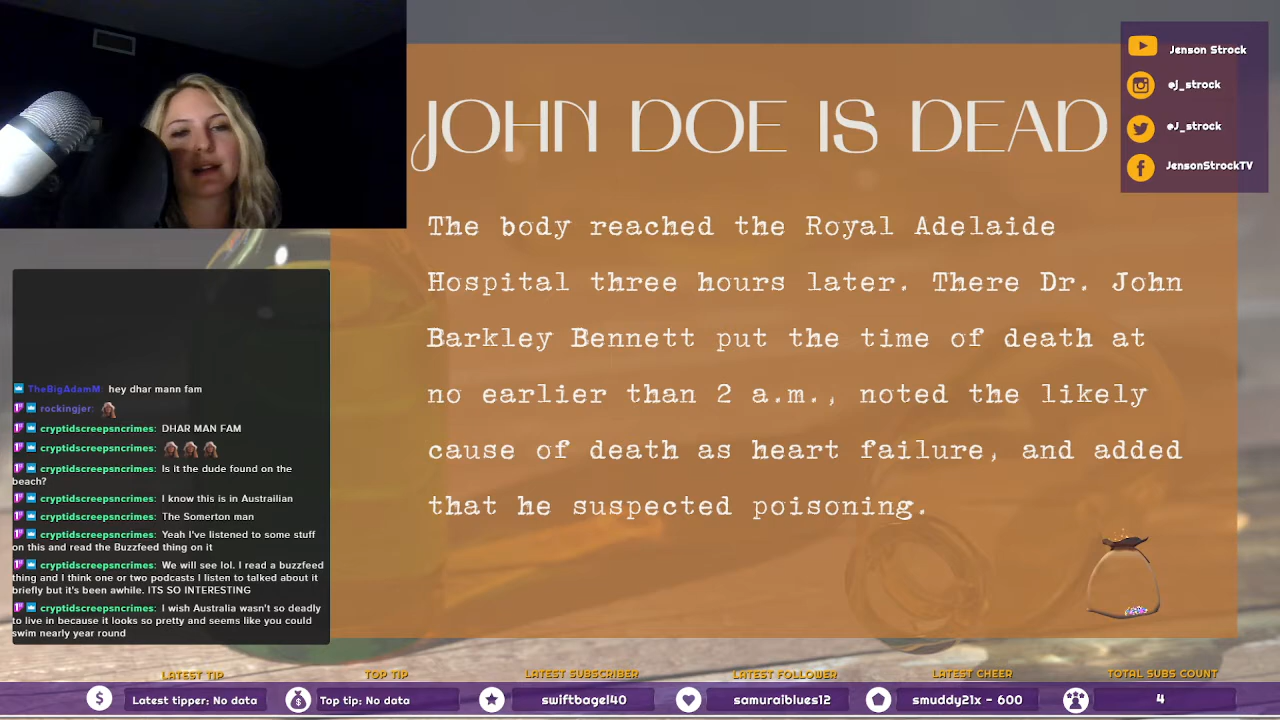 JOHN DOE IS DEAD
The body reached the Royal Adelaide
Hospital three hours later. There Dr. John
Barkley Bennett put the time of death at
no earlier than 2 a.m., noted the likely
cause of death as heart failure, and added
that he suspected poisoning.
Jenson Strock
@J_strock
@J_strock
JensonStrockTV
TheBigAdamM: hey dhar mann fam
rockingjer:
cryptidscreepsncrimes: DHAR MAN FAM
cryptidscreepsncrimes:
cryptidscreepsncrimes: Is it the dude found on the
beach?
cryptidscreepsncrimes: I know this is in Austrailian
cryptidscreepsncrimes: The Somerton man
cryptidscreepsncrimes: Yeah I've listened to some stuff
on this and read the Buzzfeed thing on it
cryptidscreepsncrimes: We will see lol. I read a buzzfeed
thing and I think one or two podcasts I listen to talked about it
briefly but it's been awhile. ITS SO INTERESTING
cryptidscreepsncrimes: I wish Australia wasn't so deadly
to live in because it looks so pretty and seems like you could
swim nearly year round
LATEST TIP TOP TIP LATEST SUBSCRIBER LATEST FOLLOWER LATEST CHEER TOTAL SUBS COUNT
Latest tipper: No data Top tip: No data swiftbagel40 samuraiblues12 smuddy21x - 600 4